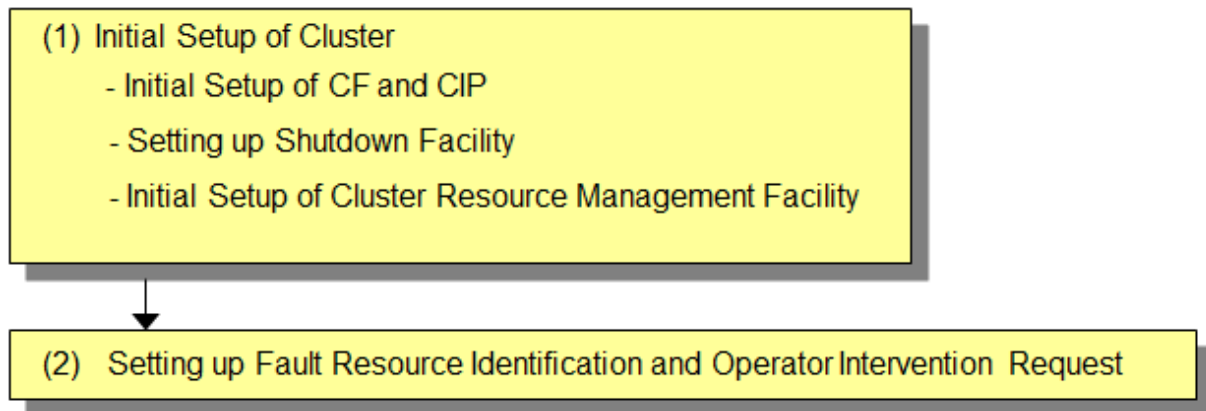 (1) Initial Setup of Cluster
- Initial Setup of CF and CIP
- Setting up Shutdown Facility
- Initial Setup of Cluster Resource Management Facility
(2) Setting up Fault Resource Identification and Operator Intervention Request